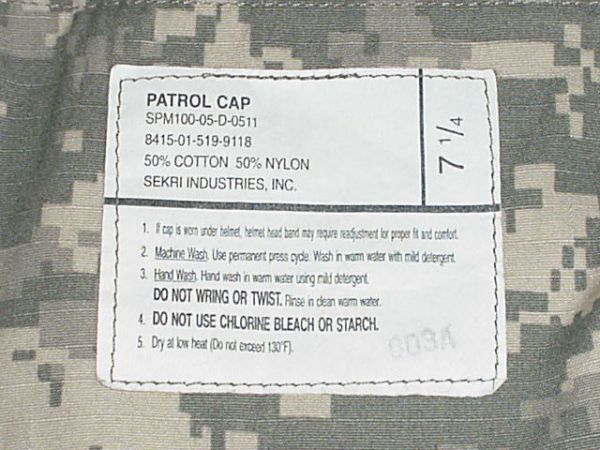 PATROL CAP
SPM100-05-D-0511
8415-01-519-9118
50% COTTON 50% NYLON
SEKRI INDUSTRIES, INC.
7 1/4
1. If cap is worn under helmet, helmet head band may require readjustment for proper fit and comfort.
2. Machine Wash. Use permanent press cycle. Wash in warm water with mild detergent.
3. Hand Wash. Hand wash in warm water using mild detergent.
DO NOT WRING OR TWIST. Rinse in clean warm water.
4. DO NOT USE CHLORINE BLEACH OR STARCH.
5. Dry at low heat (Do not exceed 130°F).